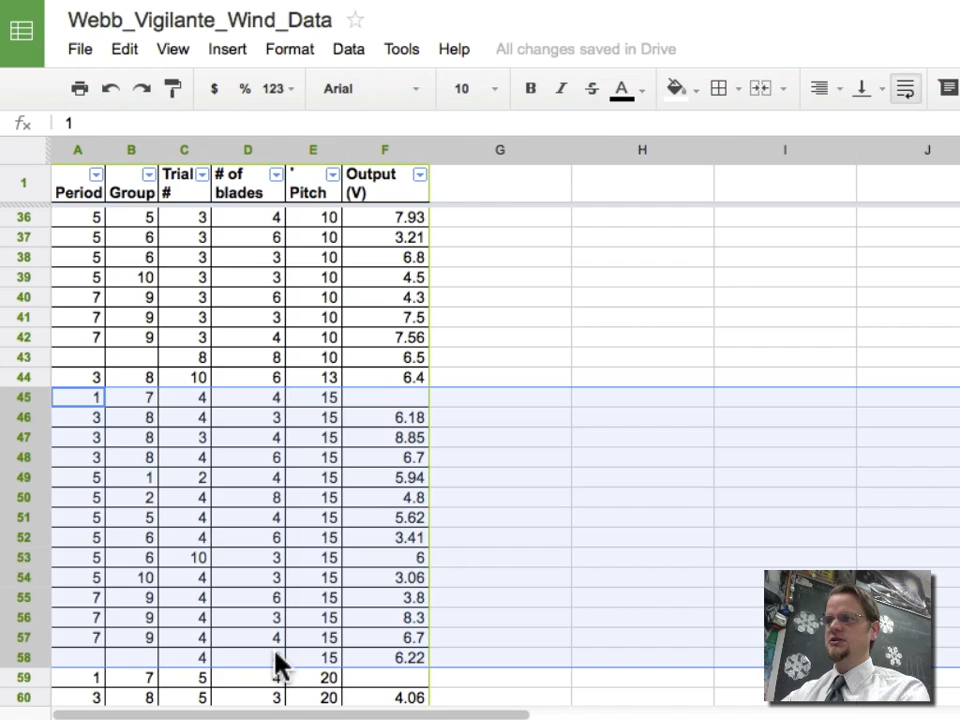 Webb_Vigilante_Wind_Data
File Edit View Insert Format Data Tools Help All changes saved in Drive
$ % 123 Arial 10 B I S A
fx 1
A B C D E F G H I J
1 Period Group Trial # # of blades ' Pitch Output (V)
36 5 5 3 4 10 7.93
37 5 6 3 6 10 3.21
38 5 6 3 3 10 6.8
39 5 10 3 3 10 4.5
40 7 9 3 6 10 4.3
41 7 9 3 3 10 7.5
42 7 9 3 4 10 7.56
43 8 8 10 6.5
44 3 8 10 6 13 6.4
45 1 7 4 4 15
46 3 8 4 3 15 6.18
47 3 8 3 4 15 8.85
48 3 8 4 6 15 6.7
49 5 1 2 4 15 5.94
50 5 2 4 8 15 4.8
51 5 5 4 4 15 5.62
52 5 6 4 6 15 3.41
53 5 6 10 3 15 6
54 5 10 4 3 15 3.06
55 7 9 4 6 15 3.8
56 7 9 4 3 15 8.3
57 7 9 4 4 15 6.7
58 4 15 6.22
59 1 7 5 20
60 3 8 5 3 20 4.06